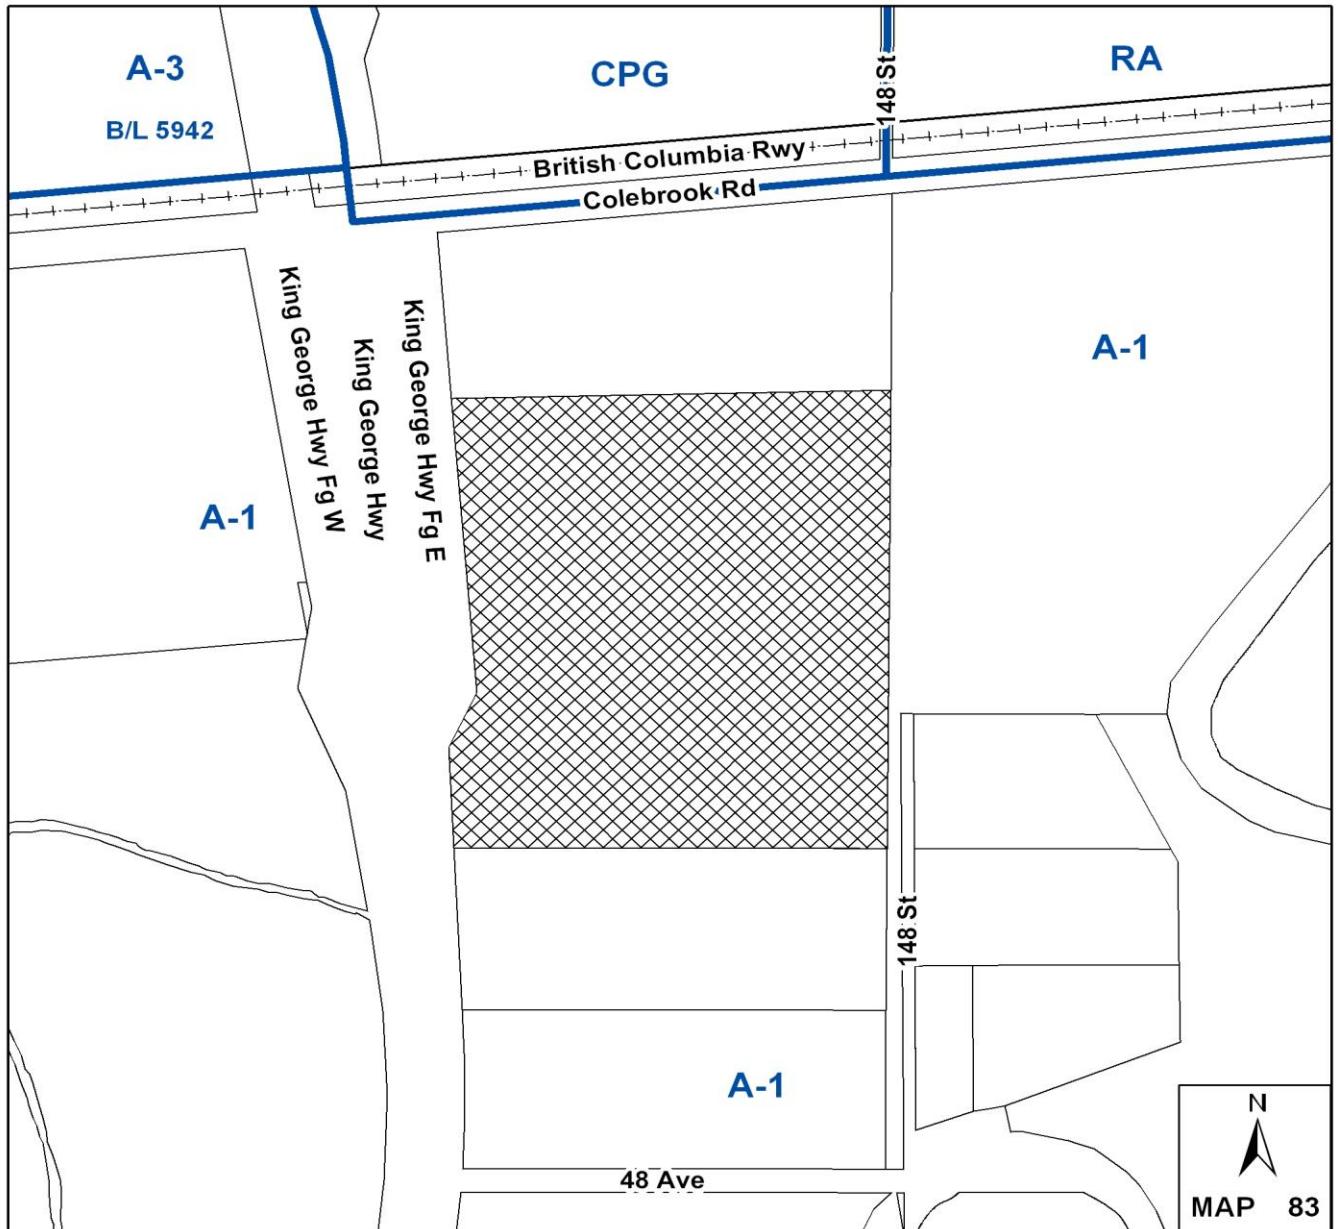 A-3
CPG
RA
B/L 5942
148 St
British Columbia Rwy
Colebrook Rd
King George Hwy Fg W
King George Hwy
King George Hwy Fg E
A-1
A-1
148 St
A-1
48 Ave
N
MAP 83